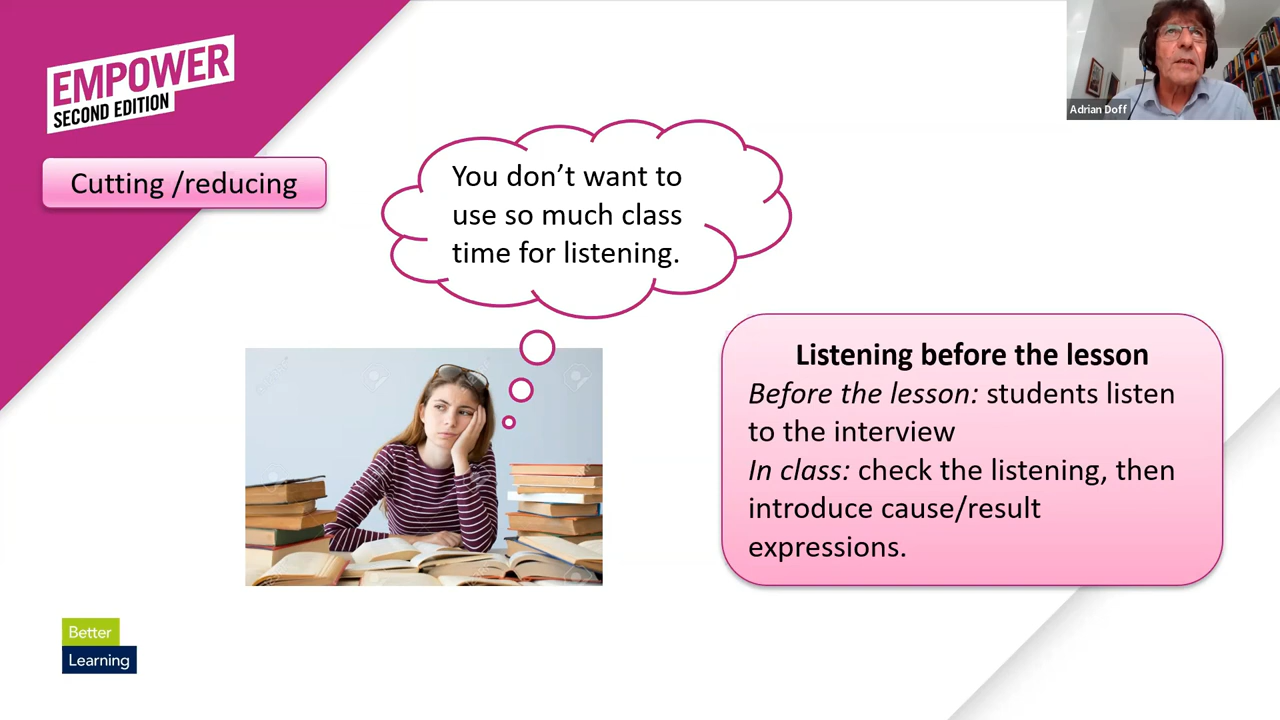 EMPOWER
SECOND EDITION
Adrian Doff
Cutting /reducing
You don’t want to
use so much class
time for listening.
Listening before the lesson
Before the lesson: students listen
to the interview
In class: check the listening, then
introduce cause/result
expressions.
Better
Learning